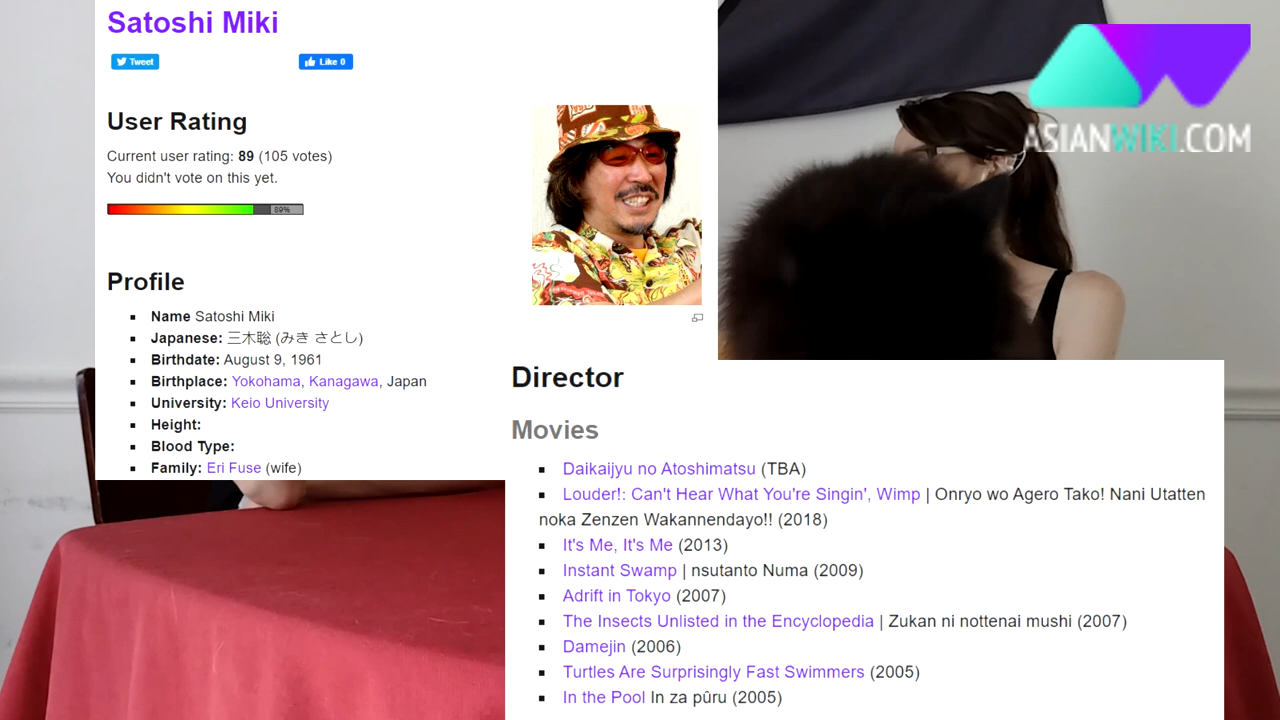 Satoshi Miki
Tweet
Like 0
User Rating
Current user rating: 89 (105 votes)
You didn't vote on this yet.
89%
Profile
Name Satoshi Miki
Japanese: 三木聡 (みき さとし)
Birthdate: August 9, 1961
Birthplace: Yokohama, Kanagawa, Japan
University: Keio University
Height:
Blood Type:
Family: Eri Fuse (wife)
ASIANWIKI.COM
Director
Movies
Daikaijyu no Atoshimatsu (TBA)
Louder!: Can't Hear What You're Singin', Wimp | Onryo wo Agero Tako! Nani Utatten
noka Zenzen Wakannendayo!! (2018)
It's Me, It's Me (2013)
Instant Swamp | nsutanto Numa (2009)
Adrift in Tokyo (2007)
The Insects Unlisted in the Encyclopedia | Zukan ni nottenai mushi (2007)
Damejin (2006)
Turtles Are Surprisingly Fast Swimmers (2005)
In the Pool In za pûru (2005)